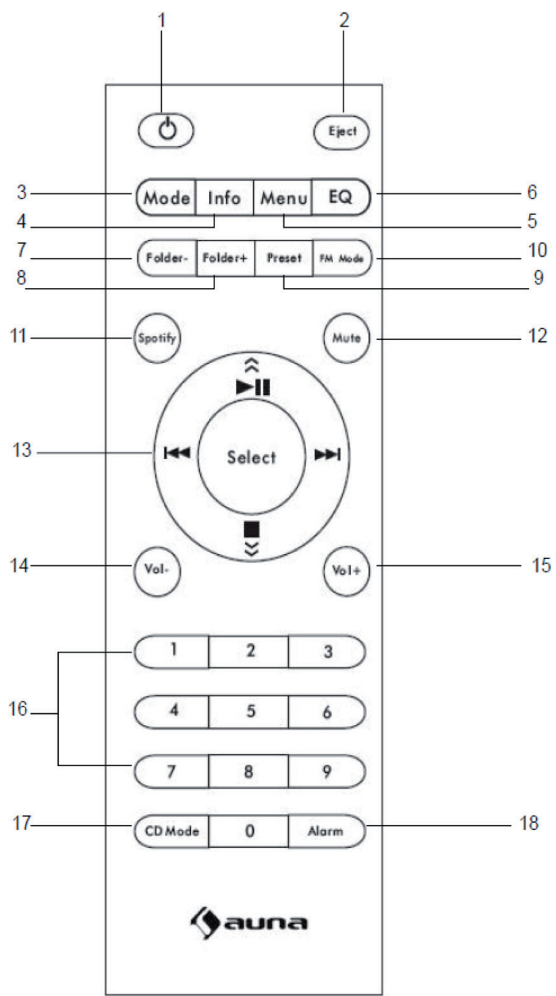 1 2
Eject
3 Mode Info Menu EQ 6
4 5
7 Folder- Folder+ Preset FM Mode 10
8 9
11 Spotify Mute 12
13 Select
14 Vol- Vol+ 15
1 2 3
16 4 5 6
7 8 9
17 CD Mode 0 Alarm 18
auna